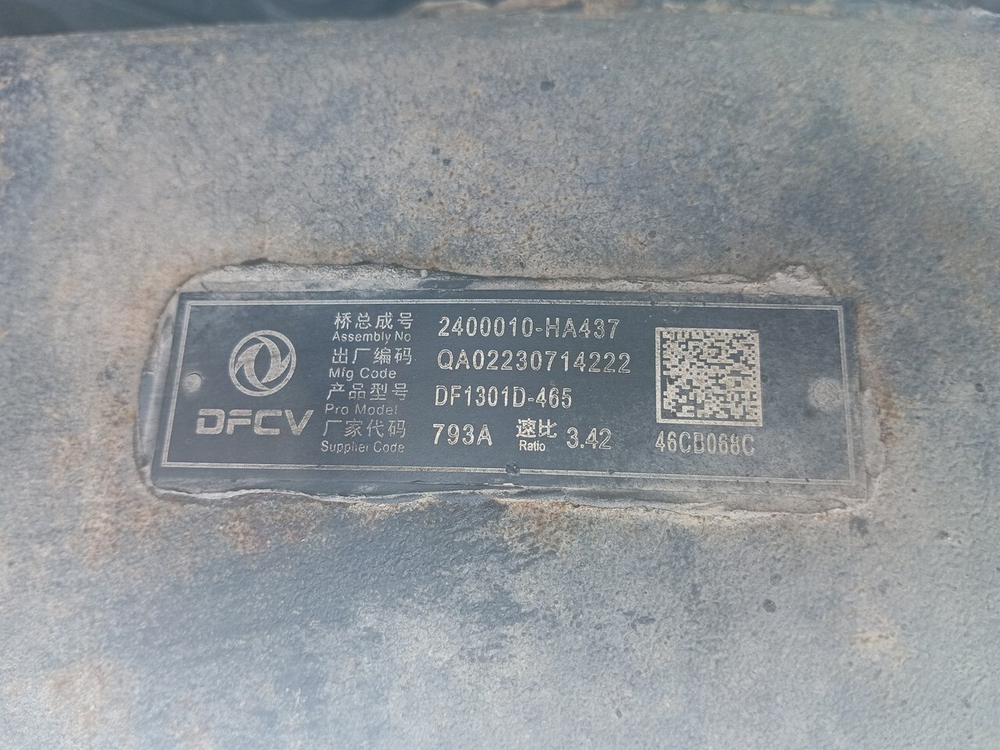 DFCV
桥总成号 2400010-HA437
Assembly No
出厂编码 QA02230714222
Mfg Code
产品型号 DF1301D-465
Pro Model
厂家代码 793A 速比 3.42
Supplier Code Ratio
46CB068C